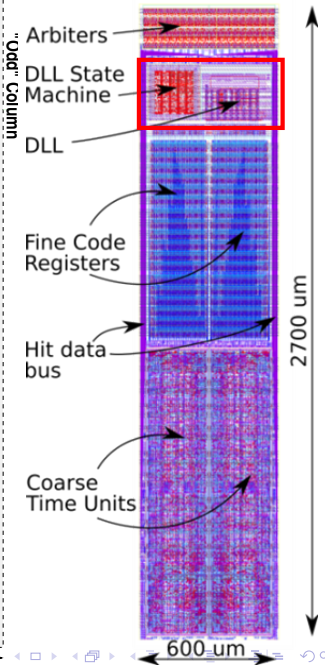 "Odd" Column
Arbiters
DLL State
Machine
DLL
Fine Code
Registers
Hit data
bus
Coarse
Time Units
2700 um
600 um